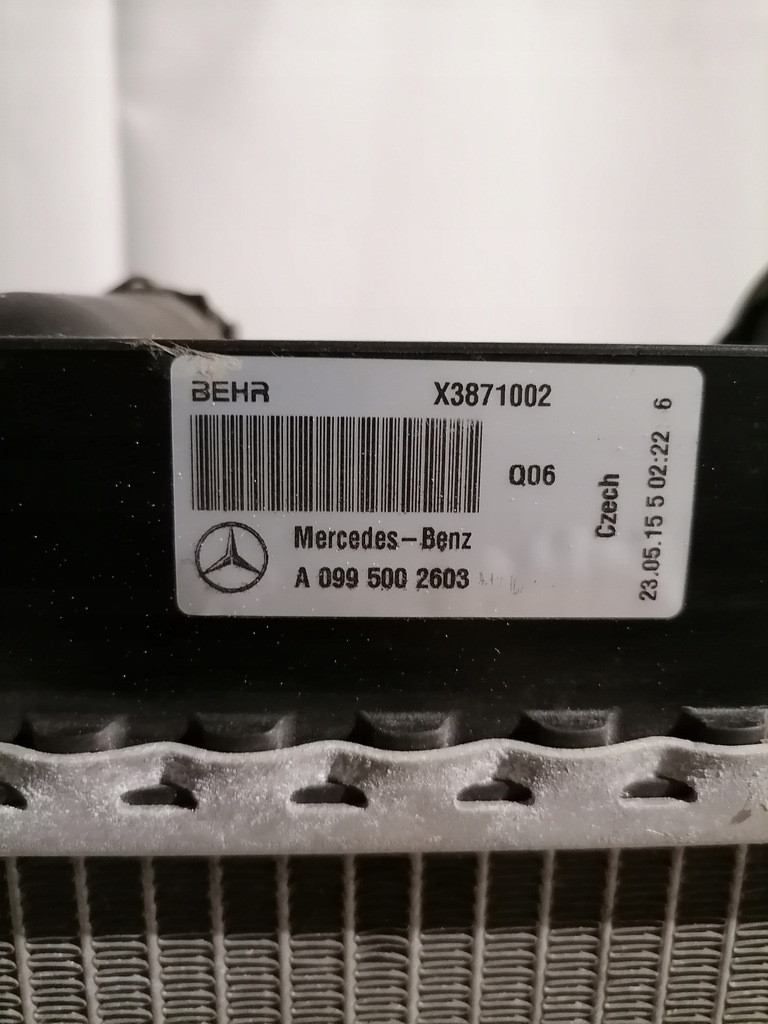 BEHR X3871002
Q06
Mercedes-Benz
A 099 500 2603
Czech
23.05.15 5 02:22 6